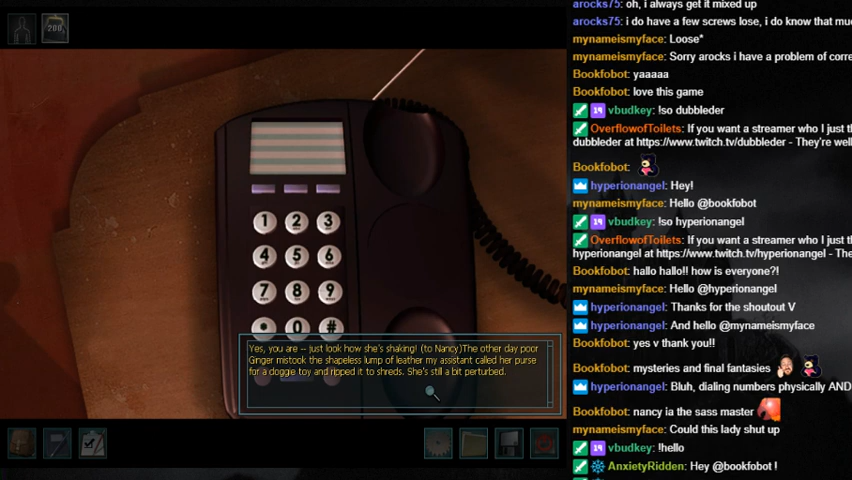 200
1 2 3
4 5 6
7 8 9
0 #
Yes, you are -- just look how she's shaking! (to Nancy)The other day poor
Ginger mistook the shapeless lump of leather my assistant called her purse
for a doggie toy and ripped it to shreds. She's still a bit perturbed.
arocks75: oh, i always get it mixed up
arocks75: i do have a few screws lose, i do know that muc
mynameismyface: Loose*
mynameismyface: Sorry arocks i have a problem of corre
Bookfobot: yaaaaa
Bookfobot: love this game
19 vbudkey: !so dubbleder
OverflowofToilets: If you want a streamer who I just th
dubbleder at https://www.twitch.tv/dubbleder - They're well
Bookfobot:
hyperionangel: Hey!
mynameismyface: Hello @bookfobot
19 vbudkey: !so hyperionangel
OverflowofToilets: If you want a streamer who I just th
hyperionangel at https://www.twitch.tv/hyperionangel - The
Bookfobot: hallo hallo!! how is everyone?!
mynameismyface: Hello @hyperionangel
hyperionangel: Thanks for the shoutout V
hyperionangel: And hello @mynameismyface
Bookfobot: yes v thank you!!
Bookfobot: mysteries and final fantasies
hyperionangel: Bluh, dialing numbers physically AND
Bookfobot: nancy ia the sass master
mynameismyface: Could this lady shut up
19 vbudkey: !hello
AnxietyRidden: Hey @bookfobot !